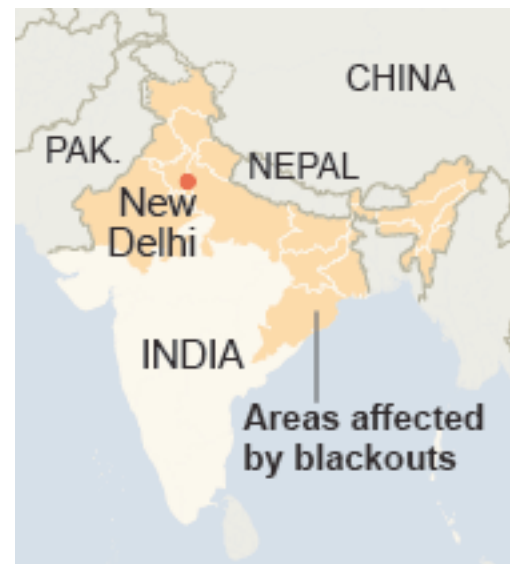 CHINA
PAK.
NEPAL
New
Delhi
INDIA
Areas affected
by blackouts